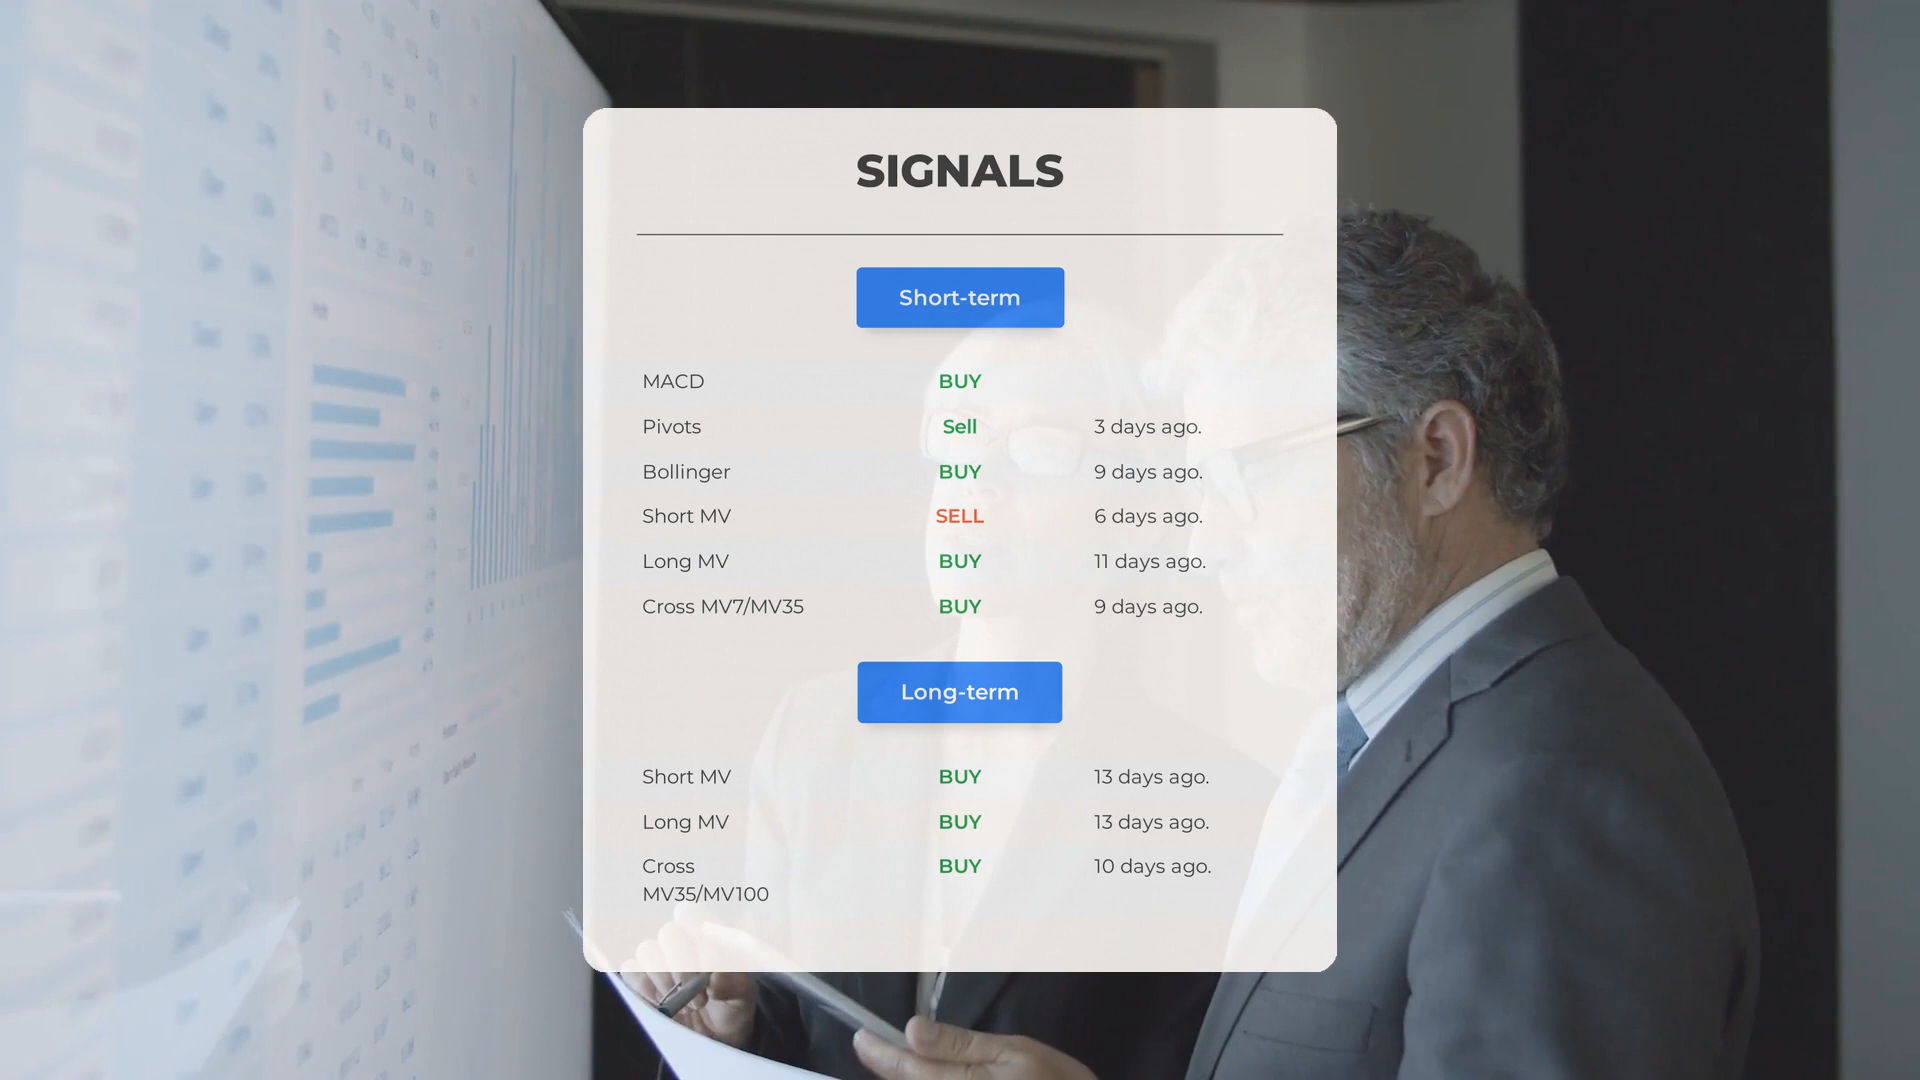 SIGNALS
Short-term
MACD BUY
Pivots Sell 3 days ago.
Bollinger BUY 9 days ago.
Short MV SELL 6 days ago.
Long MV BUY 11 days ago.
Cross MV7/MV35 BUY 9 days ago.
Long-term
Short MV BUY 13 days ago.
Long MV BUY 13 days ago.
Cross BUY 10 days ago.
MV35/MV100